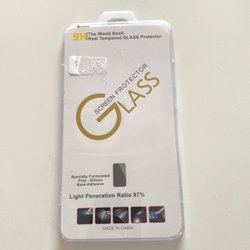 9H
(The World Best)
Real Tempered GLASS Protector
SCREEN PROTECTOR
GLASS
Specially Formulated
Poly - Silicon
Base Adhesive
Light Peneration Ratio 97%
MADE IN CHINA